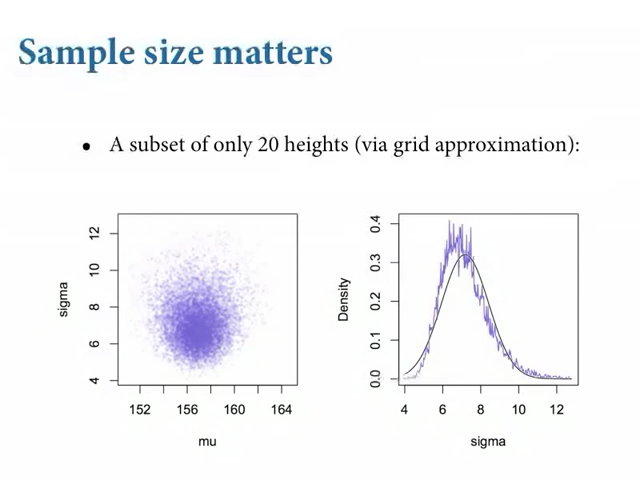 Sample size matters
• A subset of only 20 heights (via grid approximation):
sigma
4 6 8 10 12
152 156 160 164
mu
Density
0.0 0.1 0.2 0.3 0.4
4 6 8 10 12
sigma